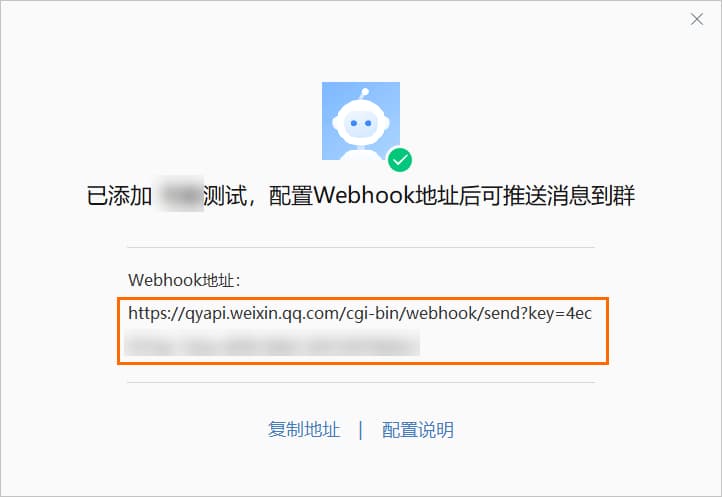 已添加 测试，配置Webhook地址后可推送消息到群
Webhook地址：
https://qyapi.weixin.qq.com/cgi-bin/webhook/send?key=4ec
复制地址 | 配置说明